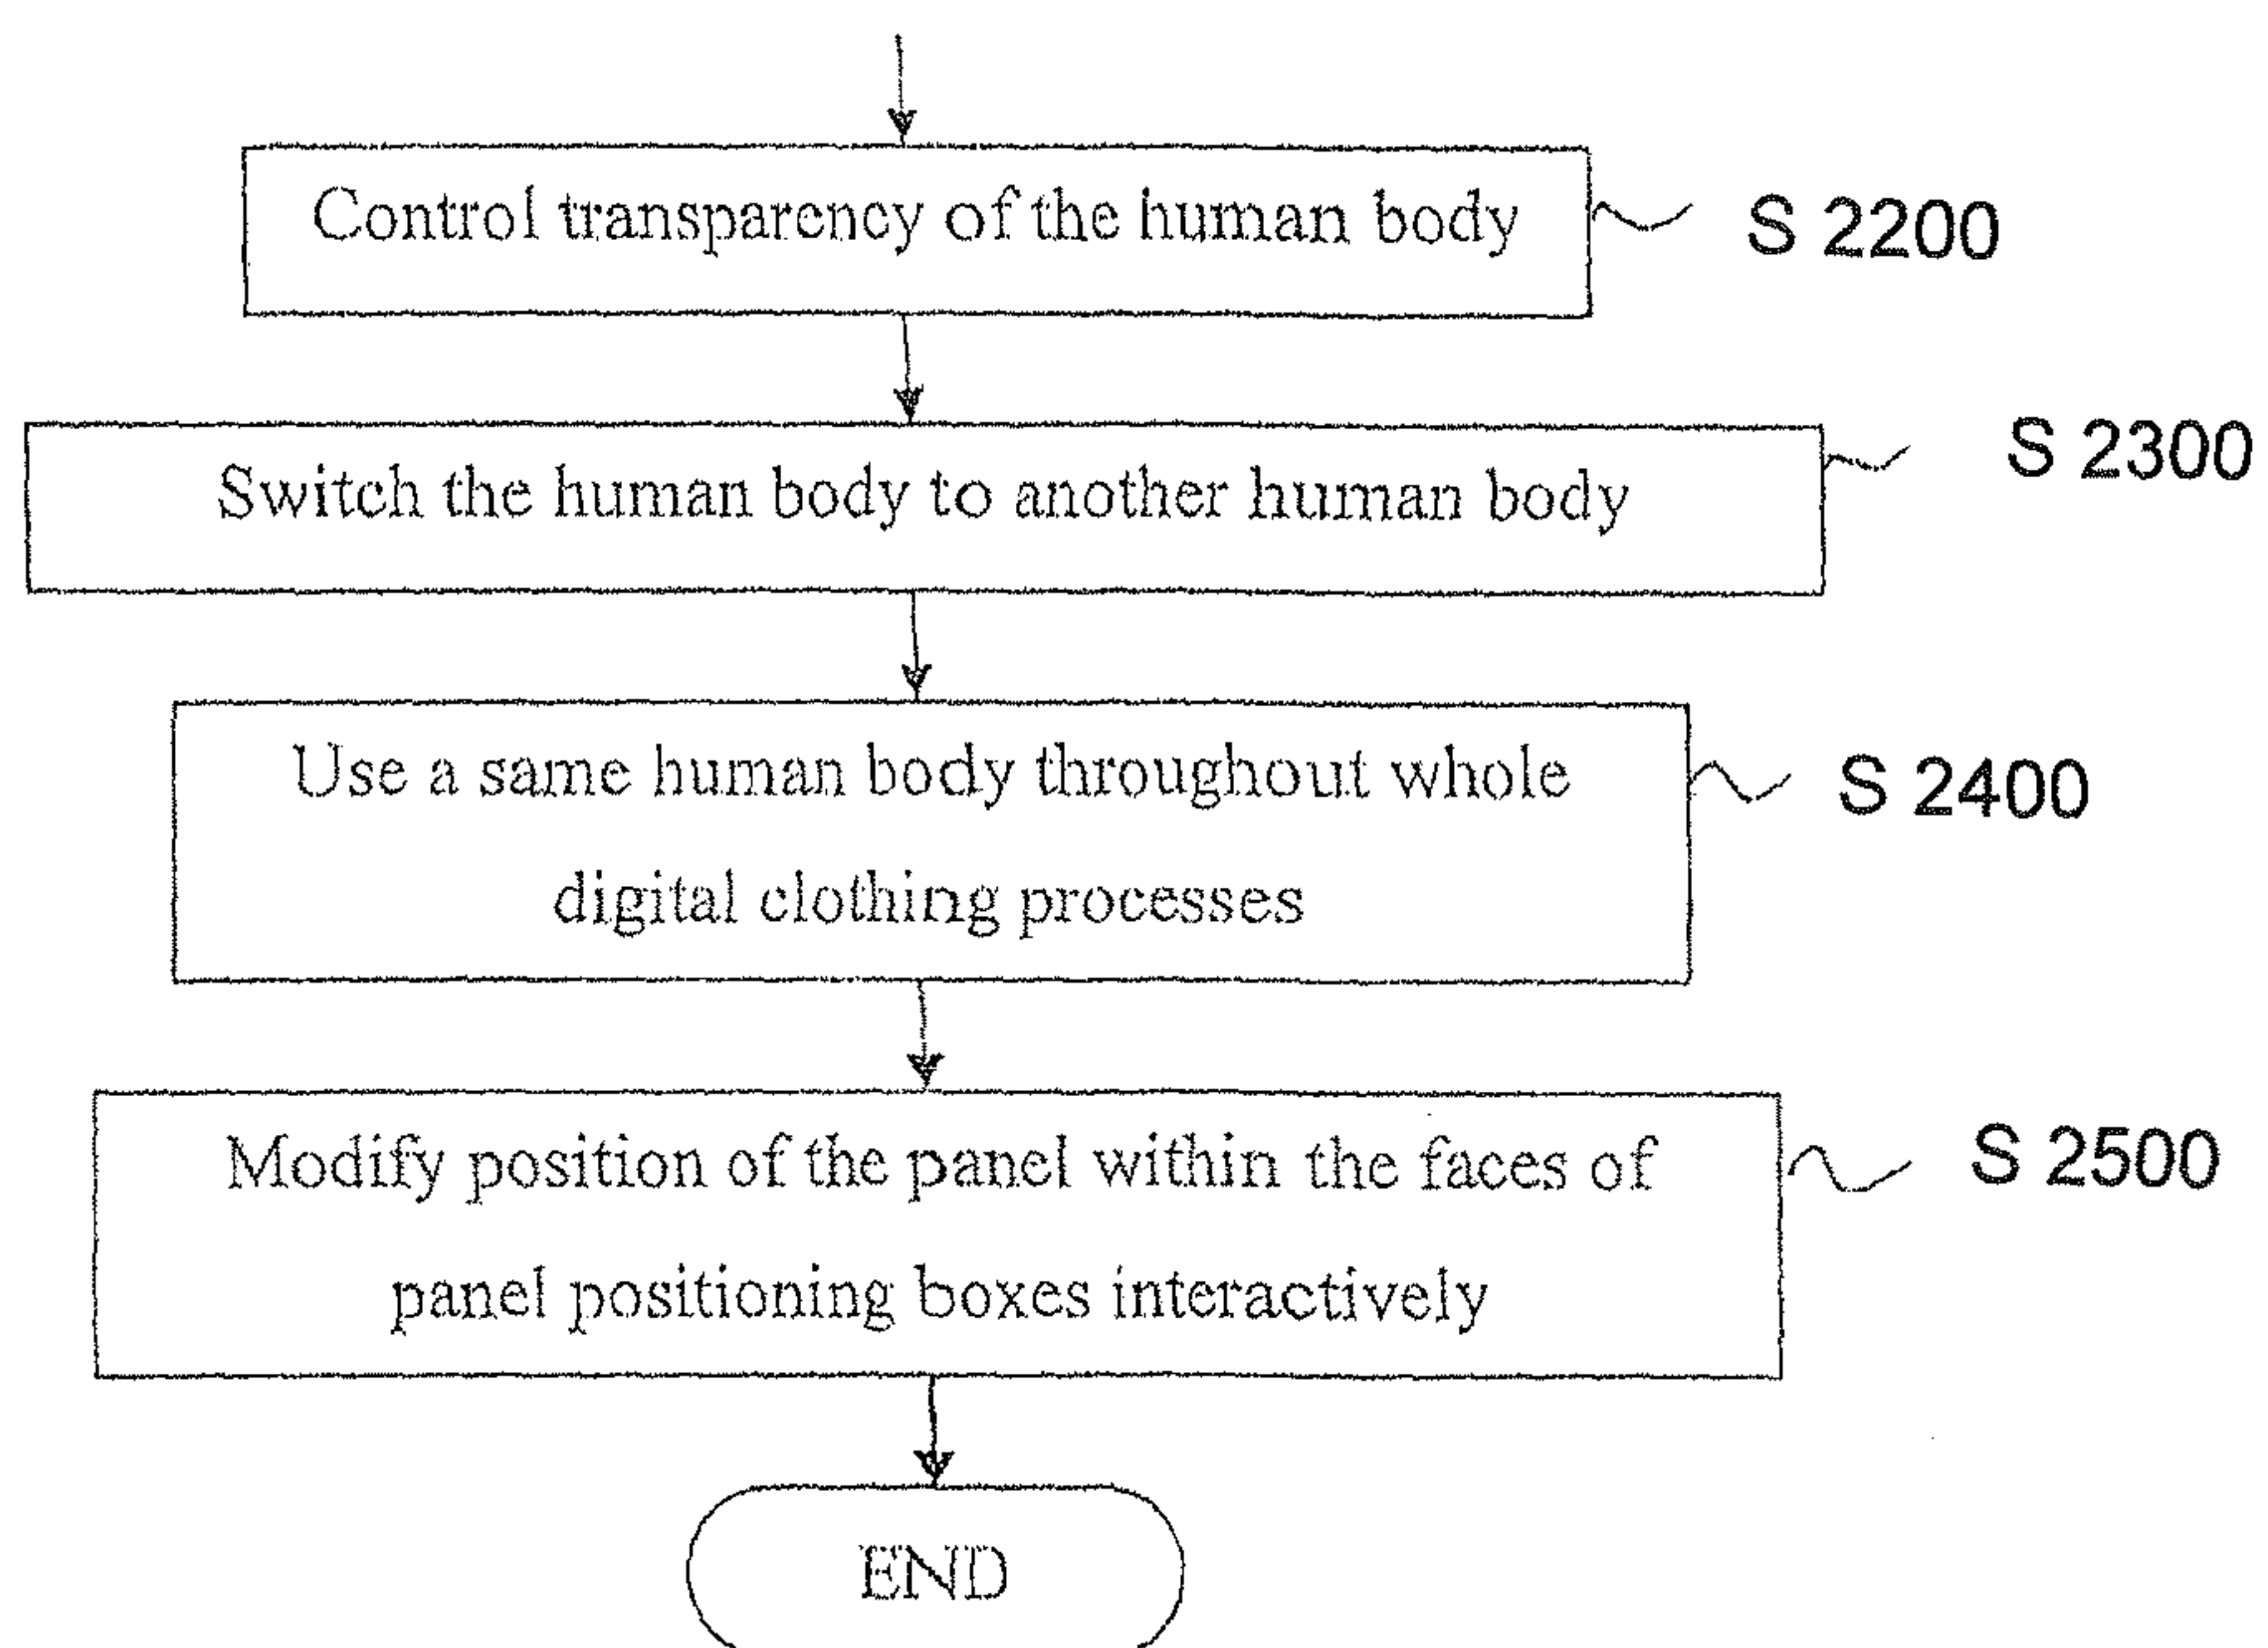 Control transparency of the human body
S 2200
Switch the human body to another human body
S 2300
Use a same human body throughout whole
digital clothing processes
S 2400
Modify position of the panel within the faces of
panel positioning boxes interactively
S 2500
END